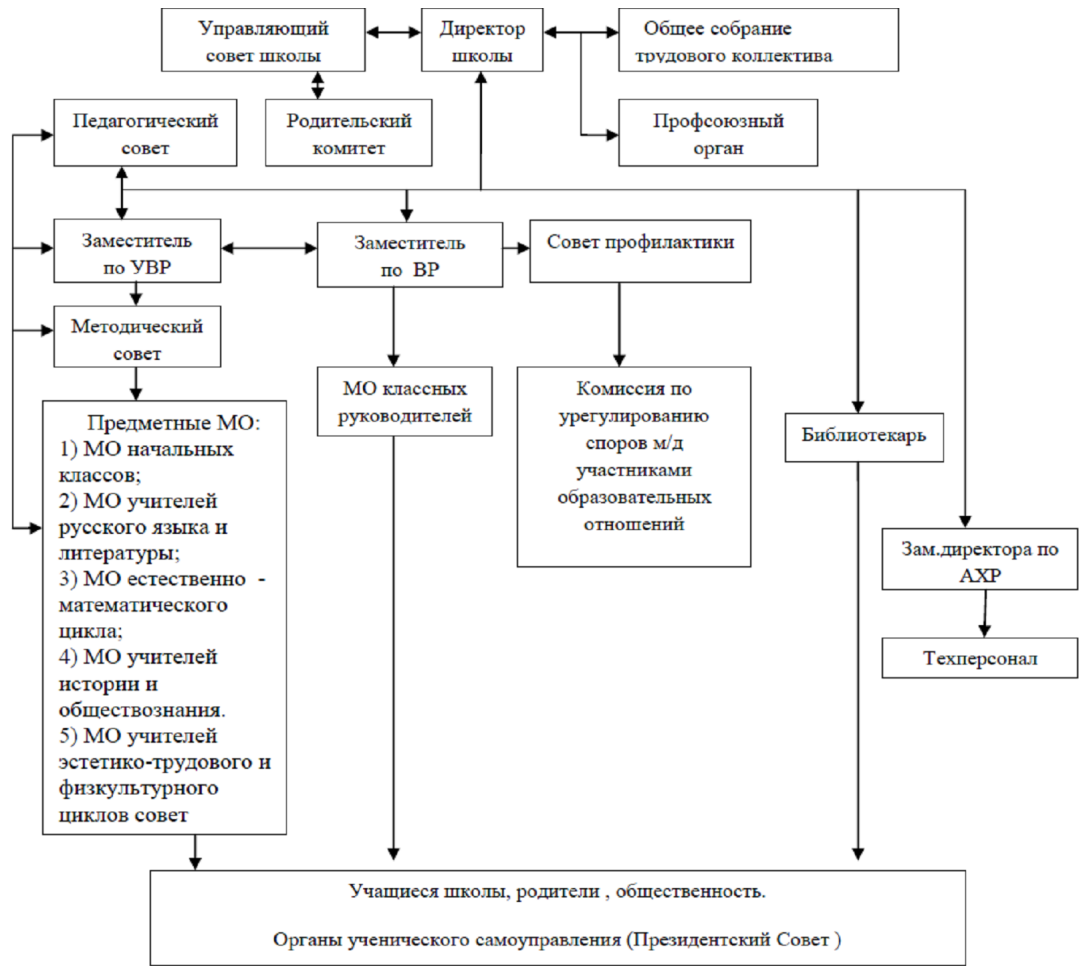 Управляющий
совет школы
Директор
школы
Общее собрание
трудового коллектива
Педагогический
совет
Родительский
комитет
Профсоюзный
орган
Заместитель
по УВР
Заместитель
по ВР
Совет профилактики
Методический
совет
МО классных
руководителей
Комиссия по
урегулированию
споров м/д
участниками
образовательных
отношений
Библиотекарь
Предметные МО:
1) МО начальных
классов;
2) МО учителей
русского языка и
литературы;
3) МО естественно -
математического
цикла;
4) МО учителей
истории и
обществознания.
5) МО учителей
эстетико-трудового и
физкультурного
циклов совет
Зам.директора по
АХР
Техперсонал
Учащиеся школы, родители , общественность.
Органы ученического самоуправления (Президентский Совет )